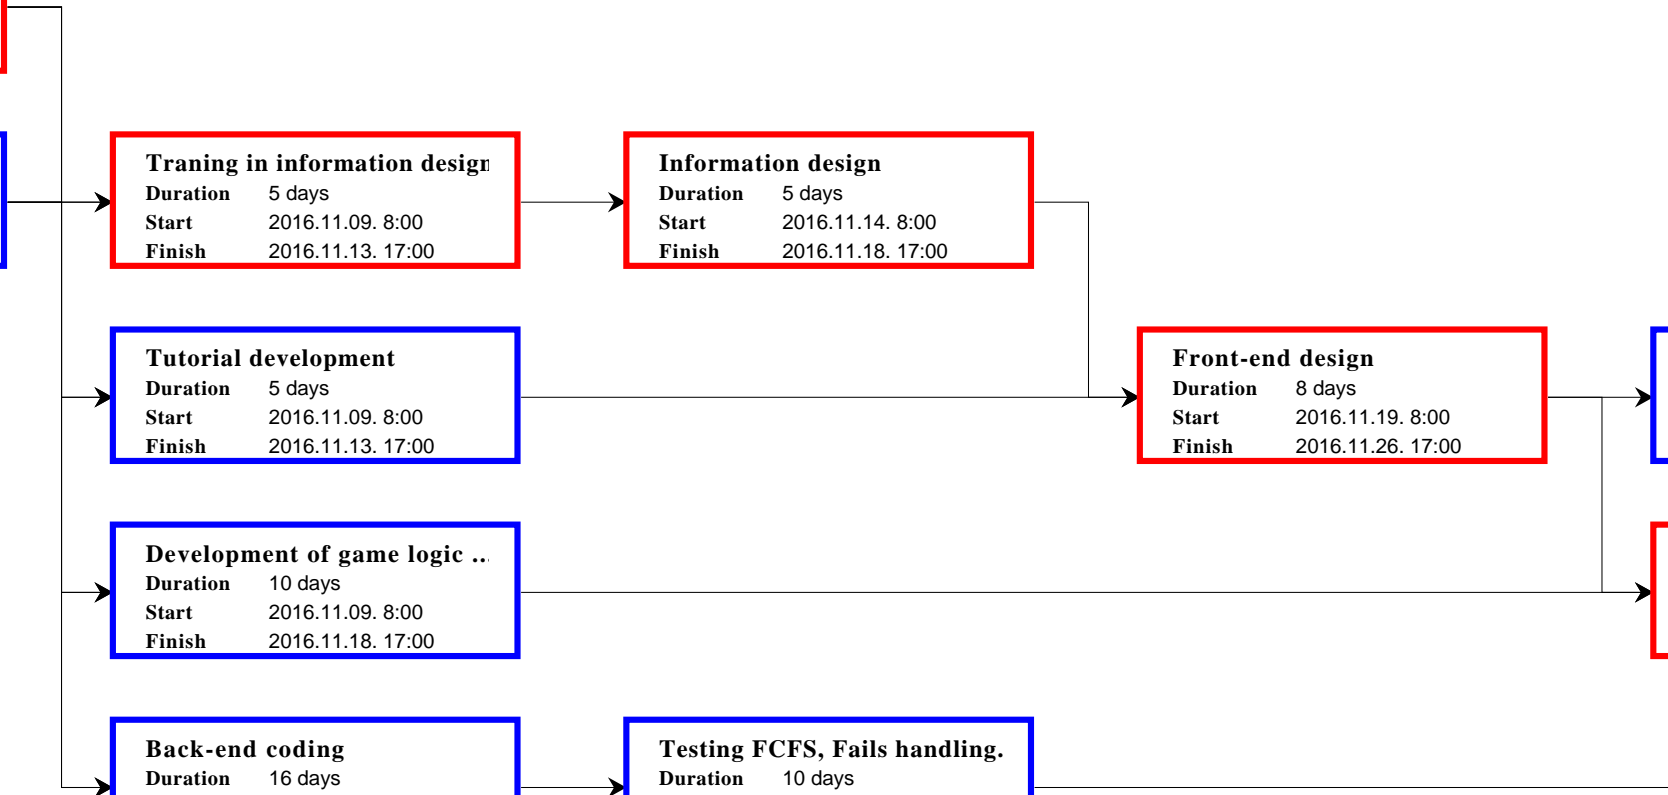 Traning in information design
Duration 5 days
Start 2016.11.09. 8:00
Finish 2016.11.13. 17:00
Information design
Duration 5 days
Start 2016.11.14. 8:00
Finish 2016.11.18. 17:00
Tutorial development
Duration 5 days
Start 2016.11.09. 8:00
Finish 2016.11.13. 17:00
Front-end design
Duration 8 days
Start 2016.11.19. 8:00
Finish 2016.11.26. 17:00
Development of game logic ...
Duration 10 days
Start 2016.11.09. 8:00
Finish 2016.11.18. 17:00
Back-end coding
Duration 16 days
Testing FCFS, Fails handling.
Duration 10 days